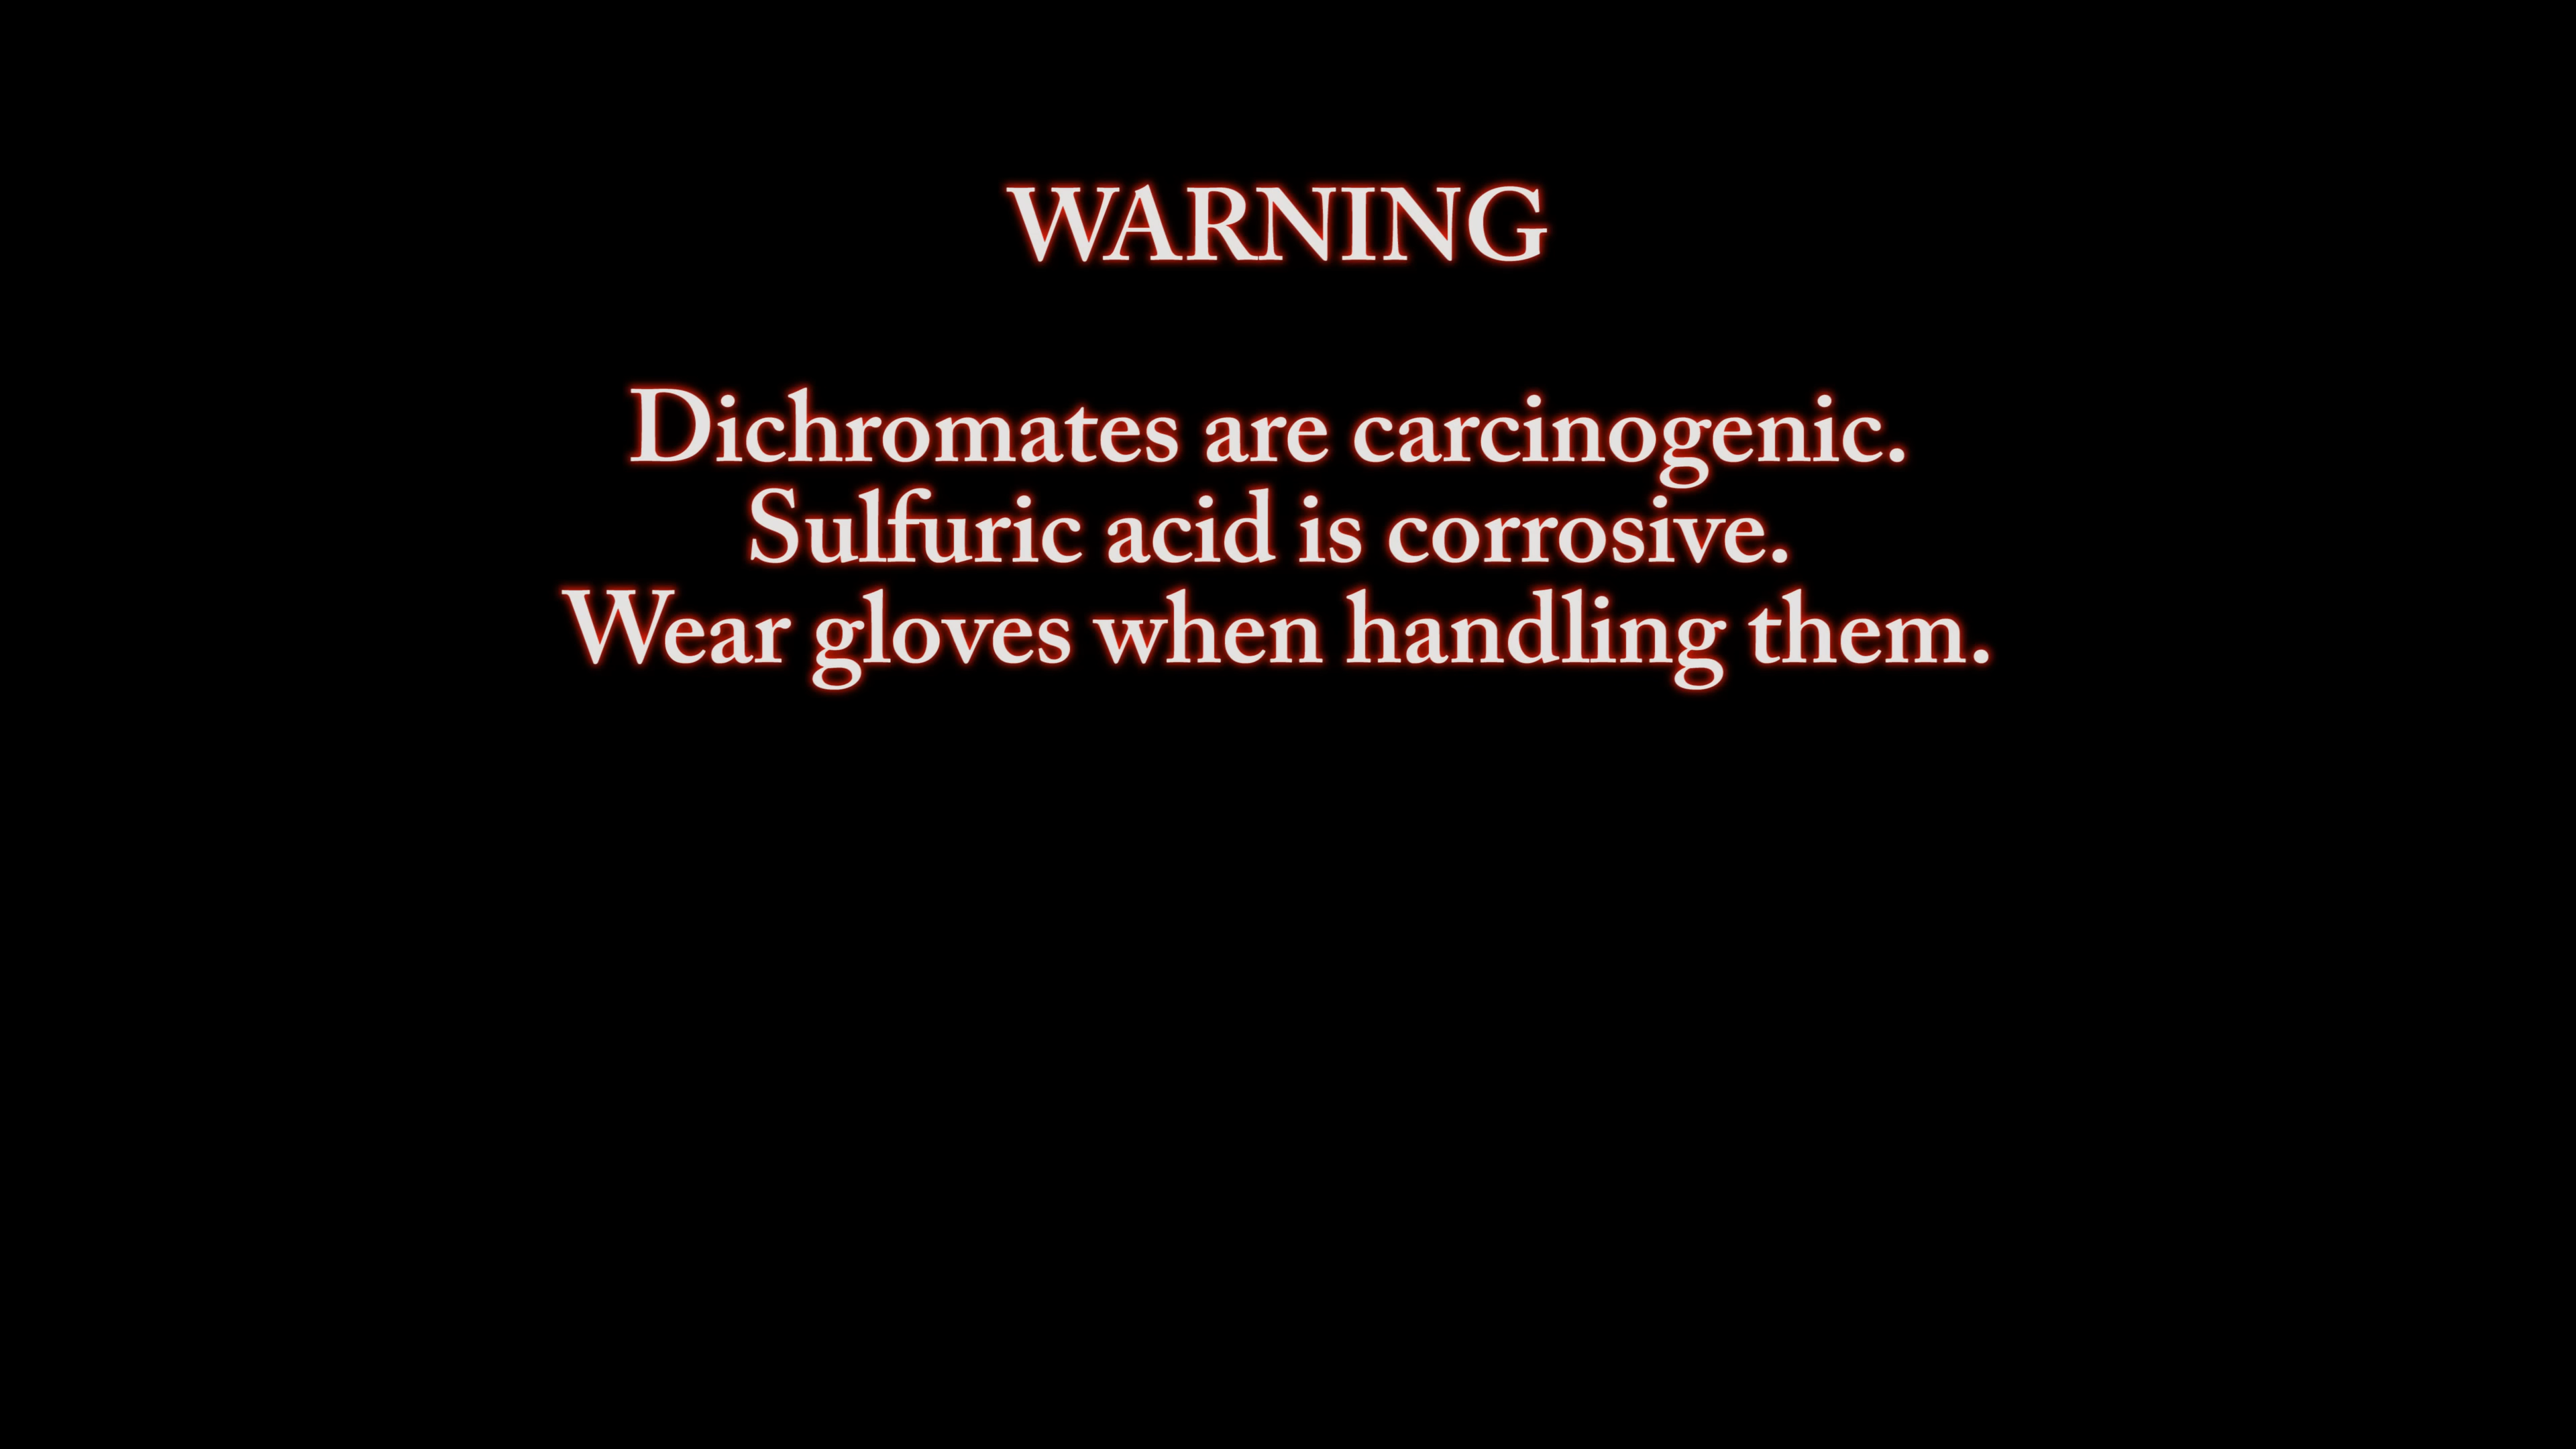 WARNING
Dichromates are carcinogenic.
Sulfuric acid is corrosive.
Wear gloves when handling them.